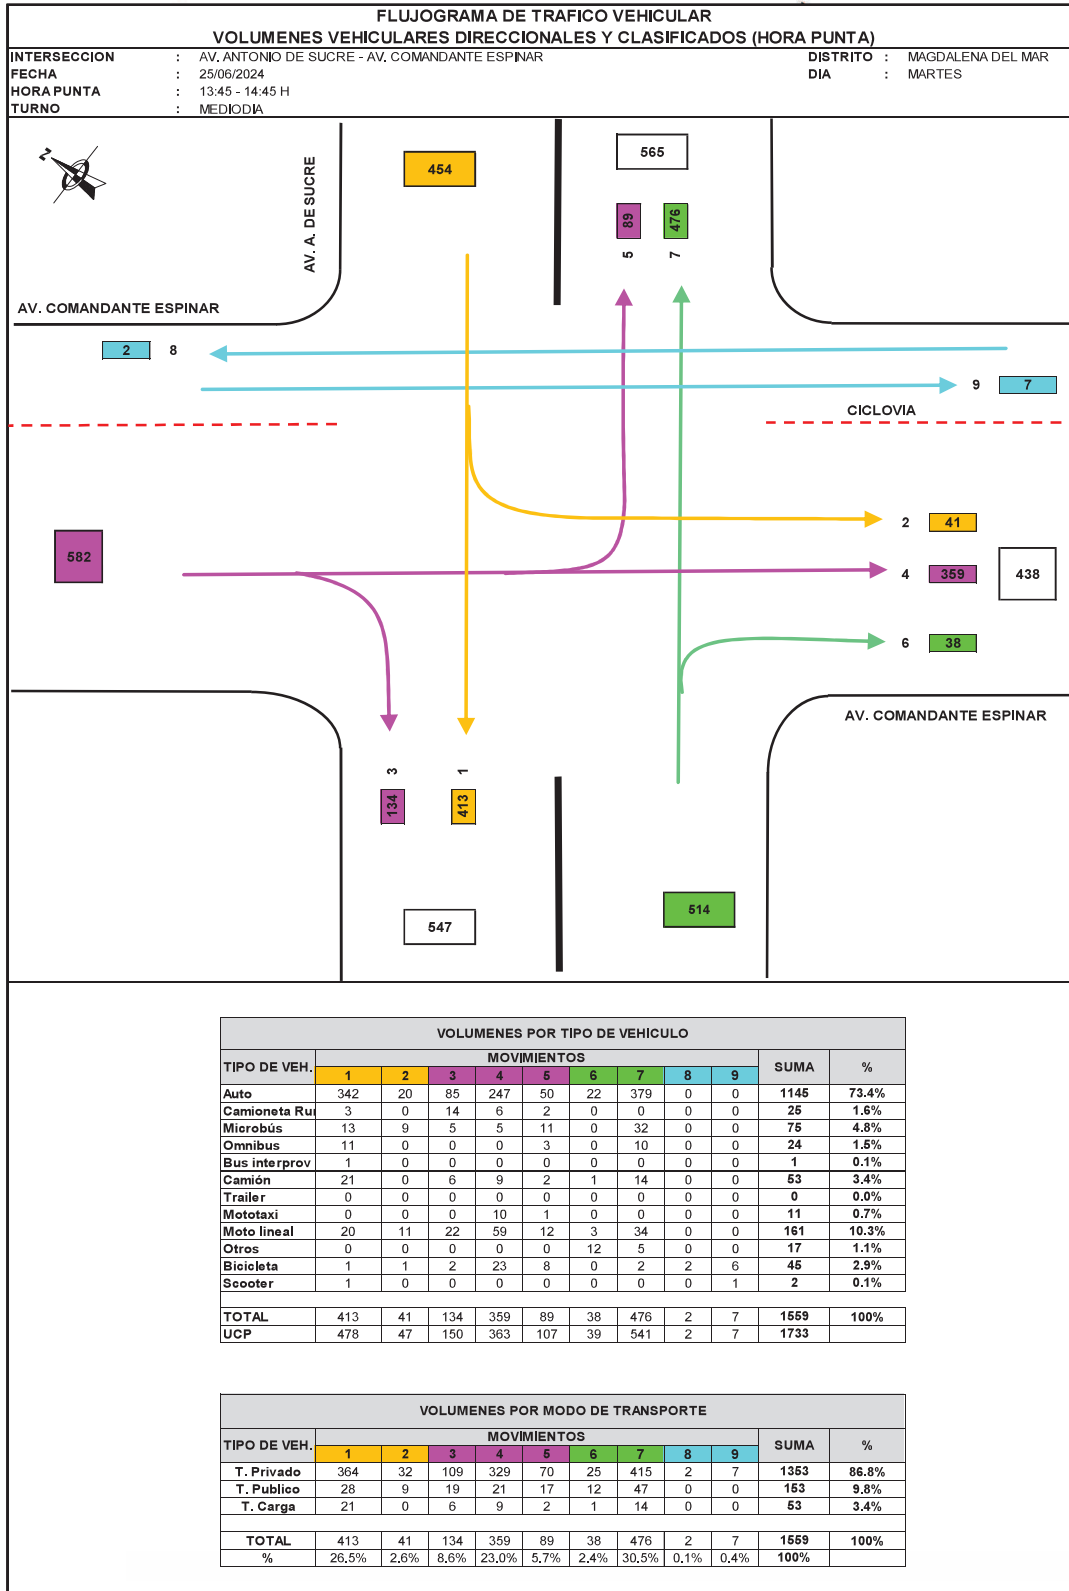 FLUJOGRAMA DE TRAFICO VEHICULAR
VOLUMENES VEHICULARES DIRECCIONALES Y CLASIFICADOS (HORA PUNTA)
INTERSECCION : AV. ANTONIO DE SUCRE - AV. COMANDANTE ESPINAR DISTRITO : MAGDALENA DEL MAR
FECHA : 25/06/2024 DIA : MARTES
HORA PUNTA : 13:45 - 14:45 H
TURNO : MEDIODIA
N
AV. A. DE SUCRE
454
565
89 476
5 7
AV. COMANDANTE ESPINAR
2 8
9 7
CICLOVIA
2 41
582
4 359 438
6 38
AV. COMANDANTE ESPINAR
3 1
134 413
547
514
VOLUMENES POR TIPO DE VEHICULO
TIPO DE VEH. MOVIMIENTOS SUMA %
1 2 3 4 5 6 7 8 9
Auto 342 20 85 247 50 22 379 0 0 1145 73.4%
Camioneta Rur 3 0 14 6 2 0 0 0 0 25 1.6%
Microbús 13 9 5 5 11 0 32 0 0 75 4.8%
Omnibus 11 0 0 0 3 0 10 0 0 24 1.5%
Bus interprov 1 0 0 0 0 0 0 0 0 1 0.1%
Camión 21 0 6 9 2 1 14 0 0 53 3.4%
Trailer 0 0 0 0 0 0 0 0 0 0 0.0%
Mototaxi 0 0 0 10 1 0 0 0 0 11 0.7%
Moto lineal 20 11 22 59 12 3 34 0 0 161 10.3%
Otros 0 0 0 0 0 12 5 0 0 17 1.1%
Bicicleta 1 1 2 23 8 0 2 2 6 45 2.9%
Scooter 1 0 0 0 0 0 0 0 1 2 0.1%
TOTAL 413 41 134 359 89 38 476 2 7 1559 100%
UCP 478 47 150 363 107 39 541 2 7 1733
VOLUMENES POR MODO DE TRANSPORTE
TIPO DE VEH. MOVIMIENTOS SUMA %
1 2 3 4 5 6 7 8 9
T. Privado 364 32 109 329 70 25 415 2 7 1353 86.8%
T. Publico 28 9 19 21 17 12 47 0 0 153 9.8%
T. Carga 21 0 6 9 2 1 14 0 0 53 3.4%
TOTAL 413 41 134 359 89 38 476 2 7 1559 100%
% 26.5% 2.6% 8.6% 23.0% 5.7% 2.4% 30.5% 0.1% 0.4% 100%